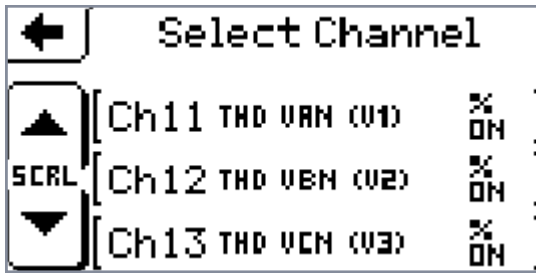 Select Channel
Ch11 THD VAN (V1) % ON
SCRL
Ch12 THD VBN (V2) % ON
Ch13 THD VCN (V3) % ON